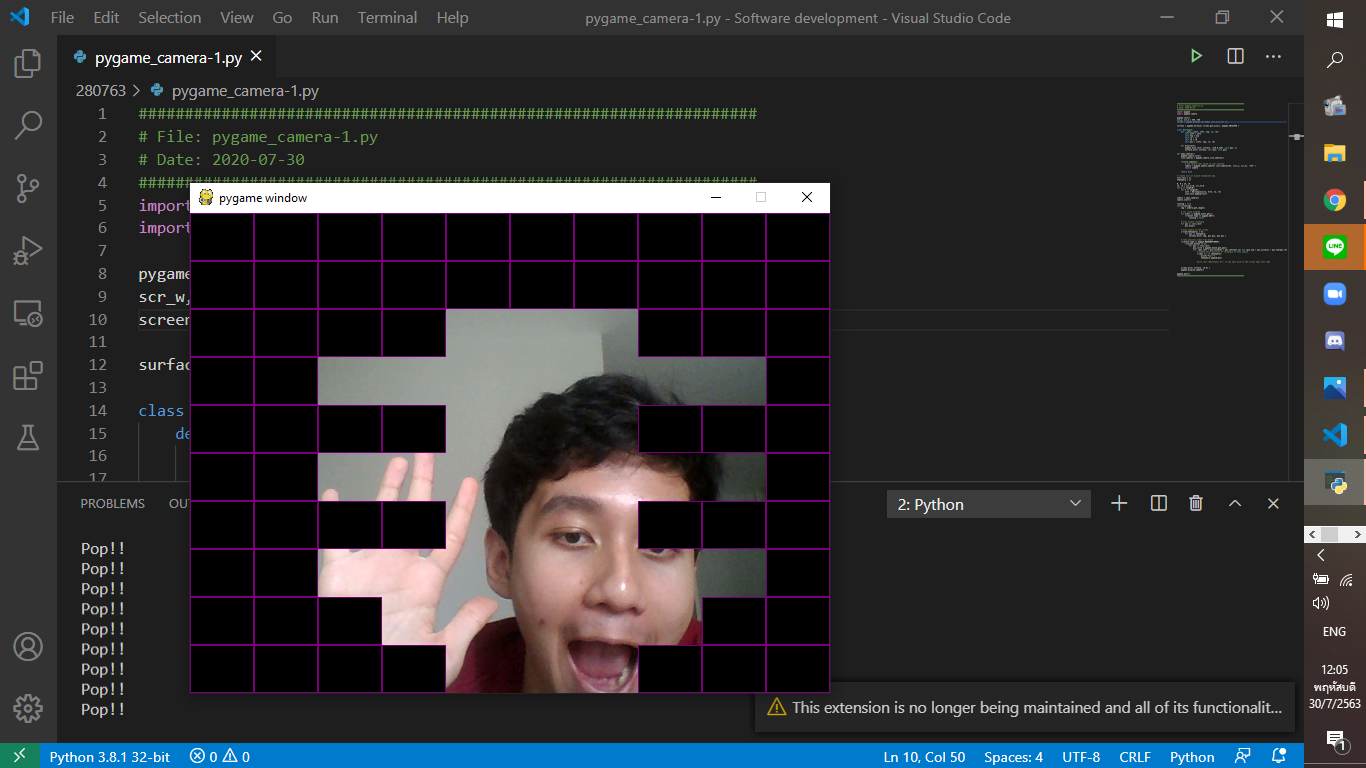 File Edit Selection View Go Run Terminal Help pygame_camera-1.py - Software development - Visual Studio Code
pygame_camera-1.py
280763 > pygame_camera-1.py
1 ###################################################################
2 # File: pygame_camera-1.py
3 # Date: 2020-07-30
4 ###################################################################
5 import
6 import
7
8 pygame
9 scr_w,
10 screen
11
12 surfac
13
14 class
15 de
16
17
pygame window
PROBLEMS OU
2: Python
Pop!!
Pop!!
Pop!!
Pop!!
Pop!!
Pop!!
Pop!!
Pop!!
Pop!!
This extension is no longer being maintained and all of its functionalit...
Python 3.8.1 32-bit 0 0 Ln 10, Col 50 Spaces: 4 UTF-8 CRLF Python
LINE
ENG
12:05
พฤหัสบดี
30/7/2563
1